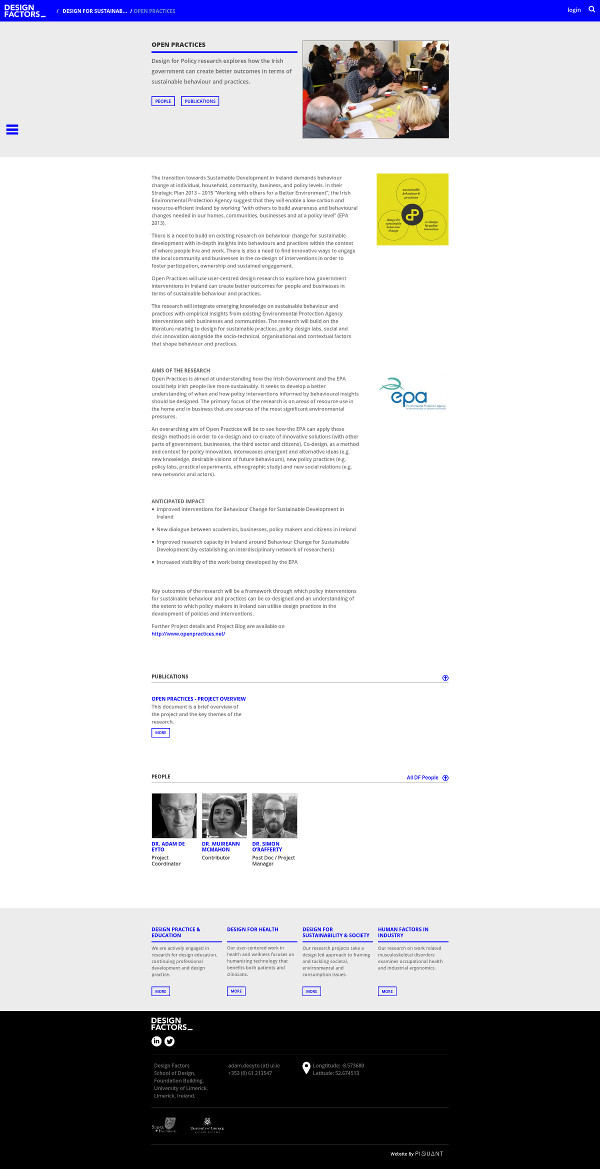 DESIGN
FACTORS_
/ DESIGN FOR SUSTAINAB... / OPEN PRACTICES
login
OPEN PRACTICES
Design for Policy research explores how the Irish
government can create better outcomes in terms of
sustainable behaviour and practices.
PEOPLE
PUBLICATIONS
The transition towards Sustainable Development in Ireland demands behaviour
change at individual, household, community, business, and policy levels. In their
Strategic Plan 2013 – 2015 "Working with others for a Better Environment", the Irish
Environmental Protection Agency suggest that they will enable a low-carbon and
resource-efficient Ireland by working "with others to build awareness and behavioural
changes needed in our homes, communities, businesses and at a policy level" (EPA
2013).
There is a need to build on existing research on behaviour change for sustainable
development with in-depth insights into behaviours and practices within the context
of where people live and work. There is also a need to find innovative ways to engage
the local community and businesses in the co-design of interventions in order to
foster participation, ownership and sustained engagement.
Open Practices will use user-centred design research to explore how government
interventions in Ireland can create better outcomes for people and businesses in
terms of sustainable behaviour and practices.
The research will integrate emerging knowledge on sustainable behaviour and
practices with empirical insights from existing Environmental Protection Agency
interventions with businesses and communities. The research will build on the
literature relating to design for sustainable practices, policy design labs, social and
civic innovation alongside the socio-technical, organisational and contextual factors
that shape behaviour and practices.
AIMS OF THE RESEARCH
Open Practices is aimed at understanding how the Irish Government and the EPA
could help Irish people live more sustainably. It seeks to develop a better
understanding of when and how policy interventions informed by behavioural insights
should be designed. The primary focus of the research is on areas of resource use in
the home and in business that are sources of the most significant environmental
pressures.
An overarching aim of Open Practices will be to see how the EPA can apply those
design methods in order to co-design and co-create of innovative solutions (with other
parts of government, businesses, the third sector and citizens). Co-design, as a method
and context for policy innovation, interweaves emergent and alternative ideas (e.g.
new knowledge, desirable visions of future behaviours), new policy practices (e.g.
policy labs, practical experiments, ethnographic study) and new social relations (e.g.
new networks and actors).
epa
ANTICIPATED IMPACT
• Improved interventions for Behaviour Change for Sustainable Development in
Ireland
• New dialogue between academics, businesses, policy makers and citizens in Ireland
• Improved research capacity in Ireland around Behaviour Change for Sustainable
Development (by establishing an interdisciplinary network of researchers)
• Increased visibility of the work being developed by the EPA
Key outcomes of the research will be a framework through which policy interventions
for sustainable behaviour and practices can be co-designed and an understanding of
the extent to which policy makers in Ireland can utilise design practices in the
development of policies and interventions.
Further Project details and Project Blog are available on
http://www.openpractices.net/
PUBLICATIONS
OPEN PRACTICES - PROJECT OVERVIEW
This document is a brief overview of
the project and the key themes of the
research.
MORE
PEOPLE
All DF People
DR. ADAM DE
EYTO
Project
Coordinator
DR. MUIREANN
MCMAHON
Contributor
DR. SIMON
O'RAFFERTY
Post Doc / Project
Manager
DESIGN PRACTICE &
EDUCATION
We are actively engaged in
research for design education,
continuing professional
development and design
practice.
MORE
DESIGN FOR HEALTH
Our user-centered work in
health and wellness focuses on
humanising technology that
benefits both patients and
clinicians.
MORE
DESIGN FOR
SUSTAINABILITY & SOCIETY
Our research projects take a
design led approach to framing
and tackling societal,
environmental and
consumption issues.
MORE
HUMAN FACTORS IN
INDUSTRY
Our research on work related
musculoskeletal disorders
examines occupational health
and industrial ergonomics.
MORE
DESIGN
FACTORS_
Design Factors
School of Design,
Foundation Building,
University of Limerick,
Limerick, Ireland.
adam.deeyto (at) ul.ie
+353 (0) 61 213547
Longtitude: -8.573680
Latitude: 52.674513
Website By PIQUANT